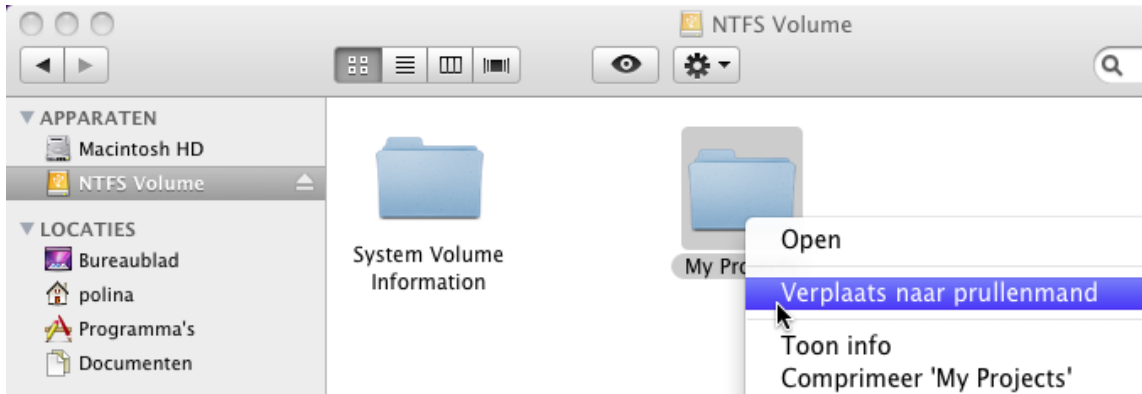 NTFS Volume
APPARATEN
Macintosh HD
NTFS Volume
LOCATIES
Bureaublad
polina
Programma's
Documenten
System Volume
Information
My Pro
Open
Verplaats naar prullenmand
Toon info
Comprimeer 'My Projects'